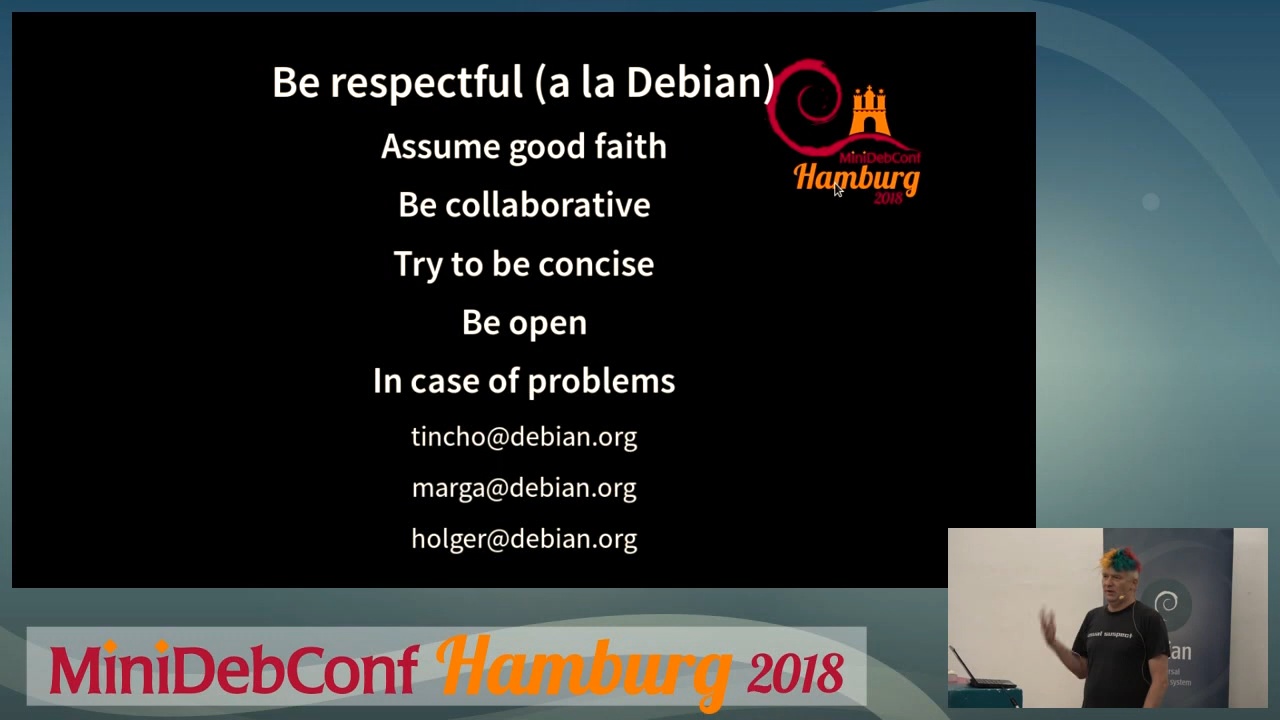 Be respectful (a la Debian)
Assume good faith
Be collaborative
Try to be concise
Be open
In case of problems
tincho@debian.org
marga@debian.org
holger@debian.org
MiniDebConf
Hamburg
2018
MiniDebConf Hamburg 2018
suspect